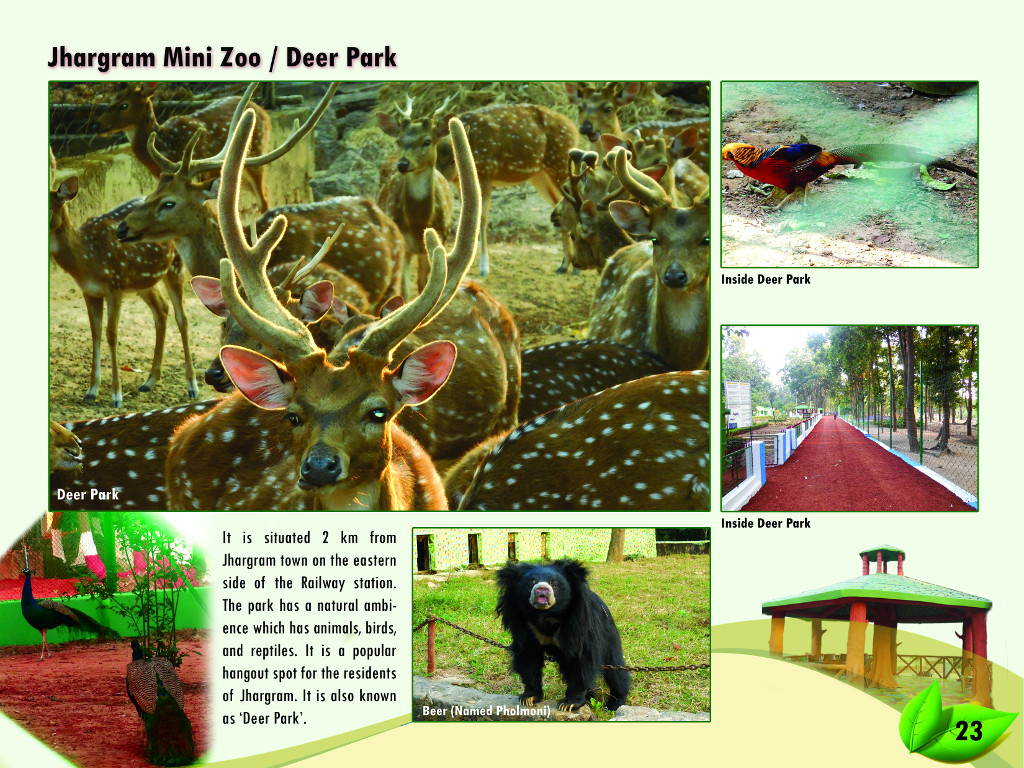 Jhargram Mini Zoo / Deer Park
Deer Park
Inside Deer Park
Inside Deer Park
It is situated 2 km from
Jhargram town on the eastern
side of the Railway station.
The park has a natural ambi-
ence which has animals, birds,
and reptiles. It is a popular
hangout spot for the residents
of Jhargram. It is also known
as ‘Deer Park’.
Beer (Named Pholmoni)
23